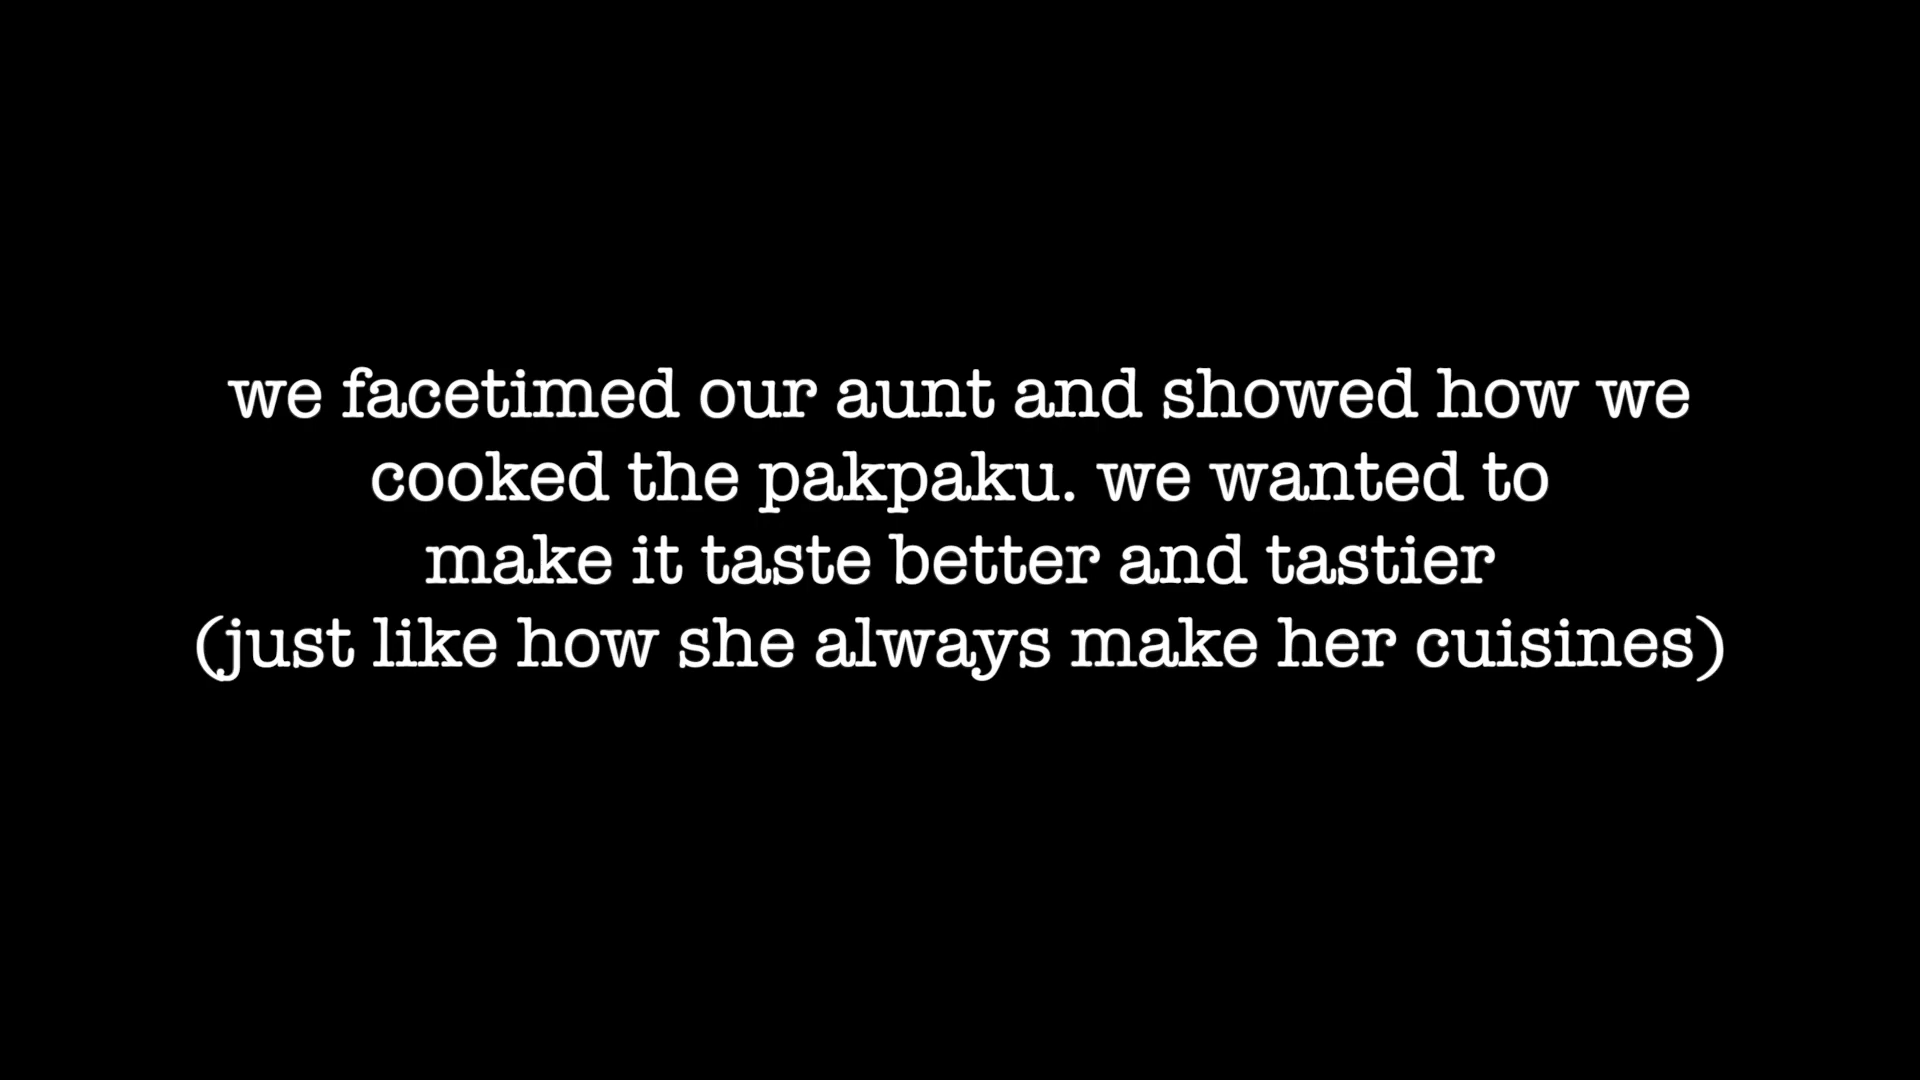 we facetimed our aunt and showed how we
cooked the pakpaku. we wanted to
make it taste better and tastier
(just like how she always make her cuisines)